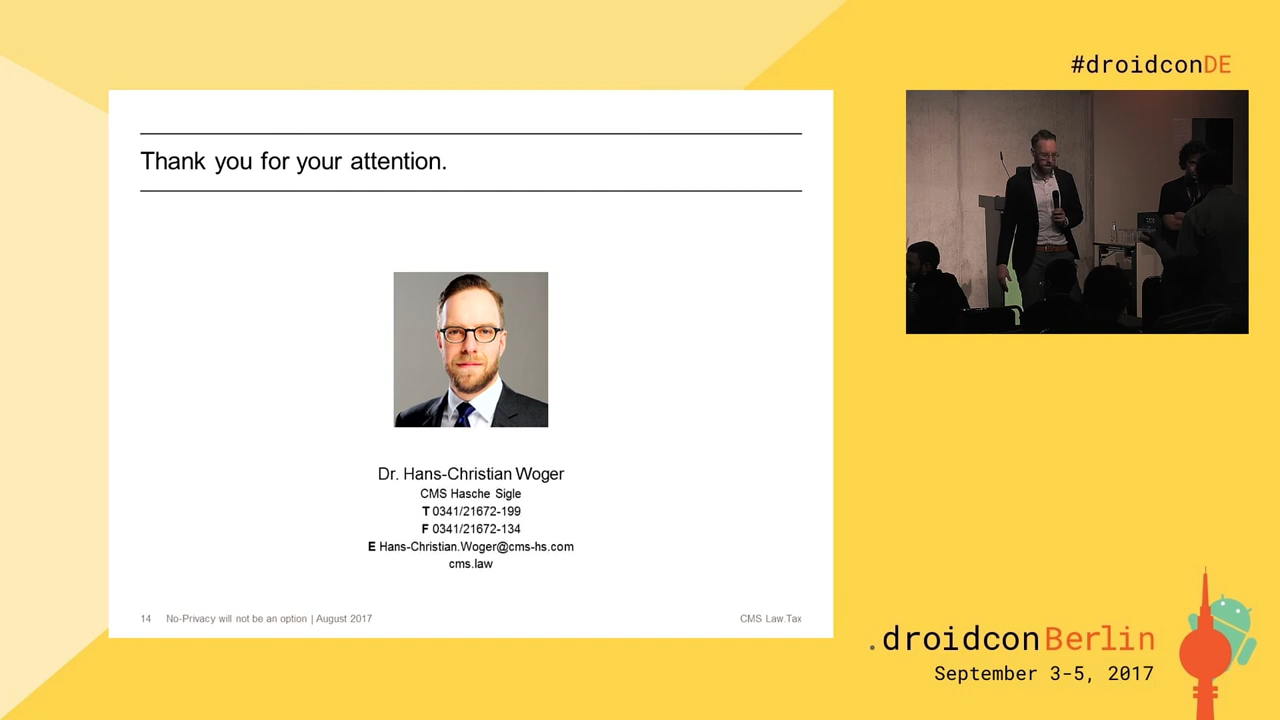 #droidconDE
Thank you for your attention.
Dr. Hans-Christian Woger
CMS Hasche Sigle
T 0341/21672-199
F 0341/21672-134
E Hans-Christian.Woger@cms-hs.com
cms.law
14 No-Privacy will not be an option | August 2017
CMS Law.Tax
.droidconBerlin
September 3-5, 2017